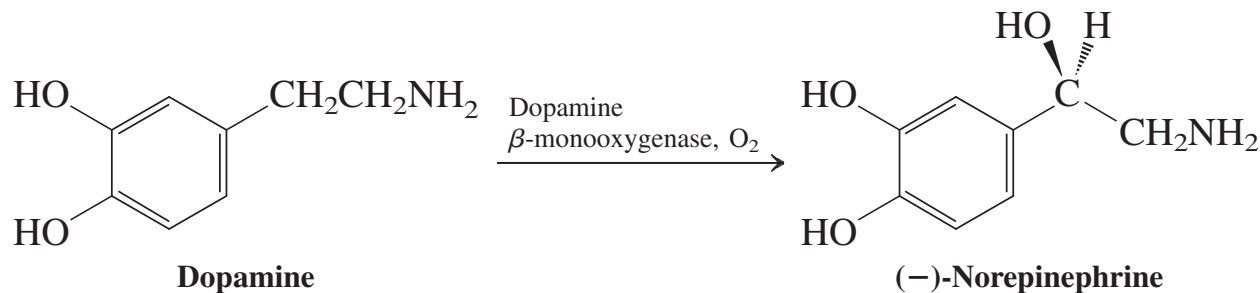 HO H
HO CH₂CH₂NH₂ Dopamine HO C
β-monooxygenase, O₂ CH₂NH₂
HO HO
Dopamine (−)-Norepinephrine